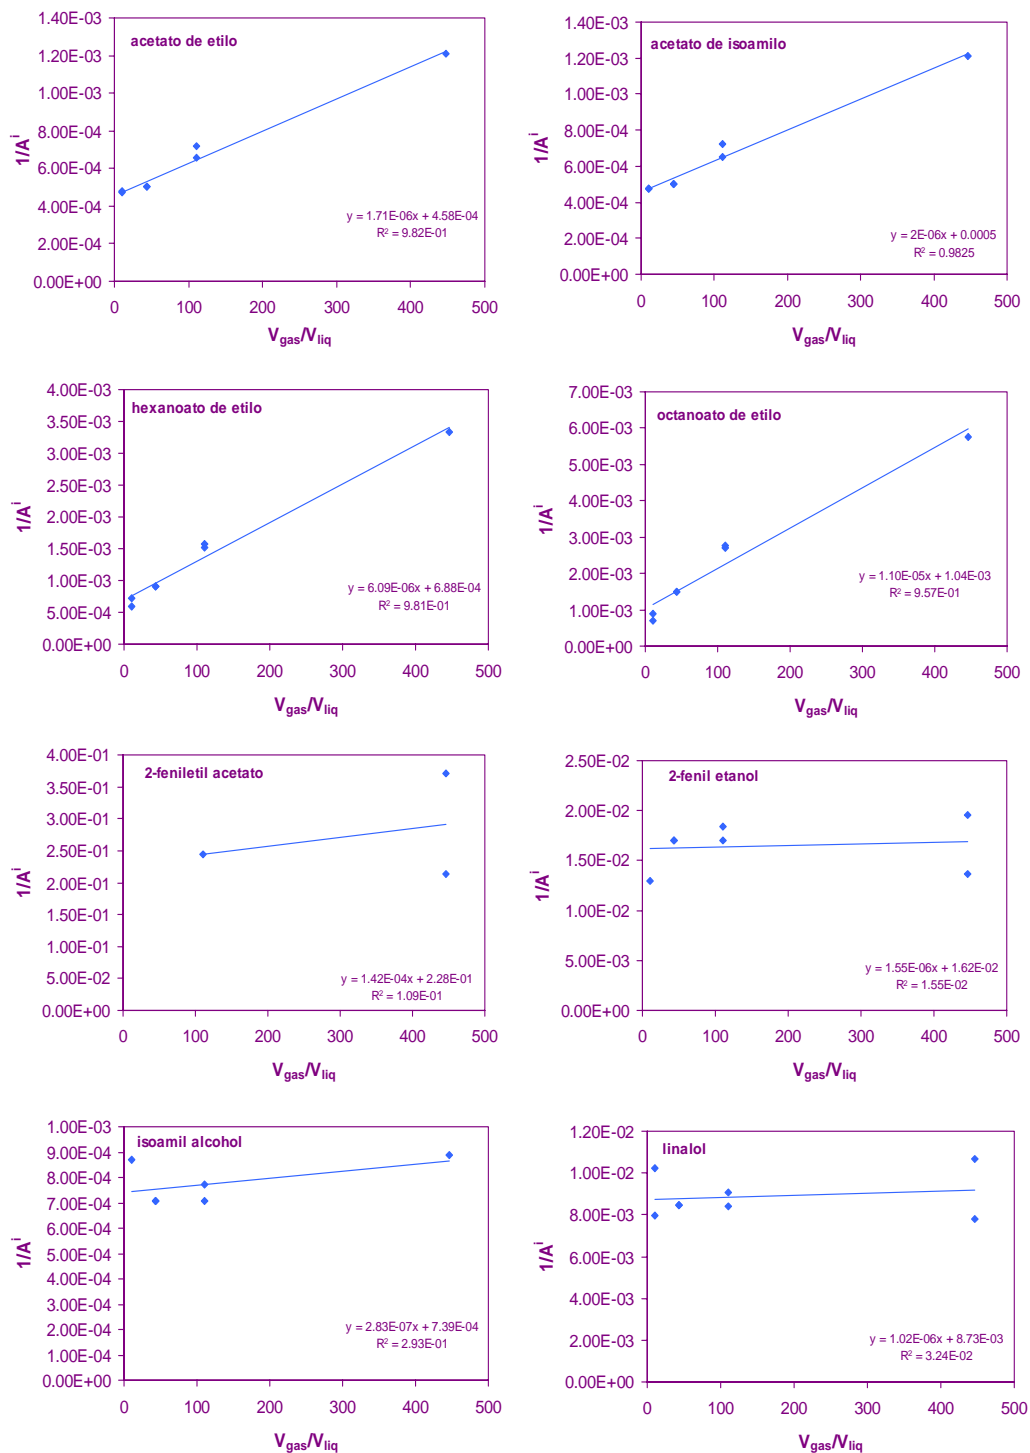 acetato de etilo
1.40E-03
1.20E-03
1.00E-03
8.00E-04
6.00E-04
4.00E-04
2.00E-04
0.00E+00
1/Aⁱ
y = 1.71E-06x + 4.58E-04
R² = 9.82E-01
0 100 200 300 400 500
Vgas/Vliq
acetato de isoamilo
1.40E-03
1.20E-03
1.00E-03
8.00E-04
6.00E-04
4.00E-04
2.00E-04
0.00E+00
1/Aⁱ
y = 2E-06x + 0.0005
R² = 0.9825
0 100 200 300 400 500
Vgas/Vliq
hexanoato de etilo
4.00E-03
3.50E-03
3.00E-03
2.50E-03
2.00E-03
1.50E-03
1.00E-03
5.00E-04
0.00E+00
1/Aⁱ
y = 6.09E-06x + 6.88E-04
R² = 9.81E-01
0 100 200 300 400 500
Vgas/Vliq
octanoato de etilo
7.00E-03
6.00E-03
5.00E-03
4.00E-03
3.00E-03
2.00E-03
1.00E-03
0.00E+00
1/Aⁱ
y = 1.10E-05x + 1.04E-03
R² = 9.57E-01
0 100 200 300 400 500
Vgas/Vliq
2-feniletil acetato
4.00E-01
3.50E-01
3.00E-01
2.50E-01
2.00E-01
1.50E-01
1.00E-01
5.00E-02
0.00E+00
1/Aⁱ
y = 1.42E-04x + 2.28E-01
R² = 1.09E-01
0 100 200 300 400 500
Vgas/Vliq
2-fenil etanol
2.50E-02
2.00E-02
1.50E-02
1.00E-02
5.00E-03
0.00E+00
1/Aⁱ
y = 1.55E-06x + 1.62E-02
R² = 1.55E-02
0 100 200 300 400 500
Vgas/Vliq
isoamil alcohol
1.00E-03
9.00E-04
8.00E-04
7.00E-04
6.00E-04
5.00E-04
4.00E-04
3.00E-04
2.00E-04
1.00E-04
0.00E+00
1/Aⁱ
y = 2.83E-07x + 7.39E-04
R² = 2.93E-01
0 100 200 300 400 500
Vgas/Vliq
linalol
1.20E-02
1.00E-02
8.00E-03
6.00E-03
4.00E-03
2.00E-03
0.00E+00
1/Aⁱ
y = 1.02E-06x + 8.73E-03
R² = 3.24E-02
0 100 200 300 400 500
Vgas/Vliq